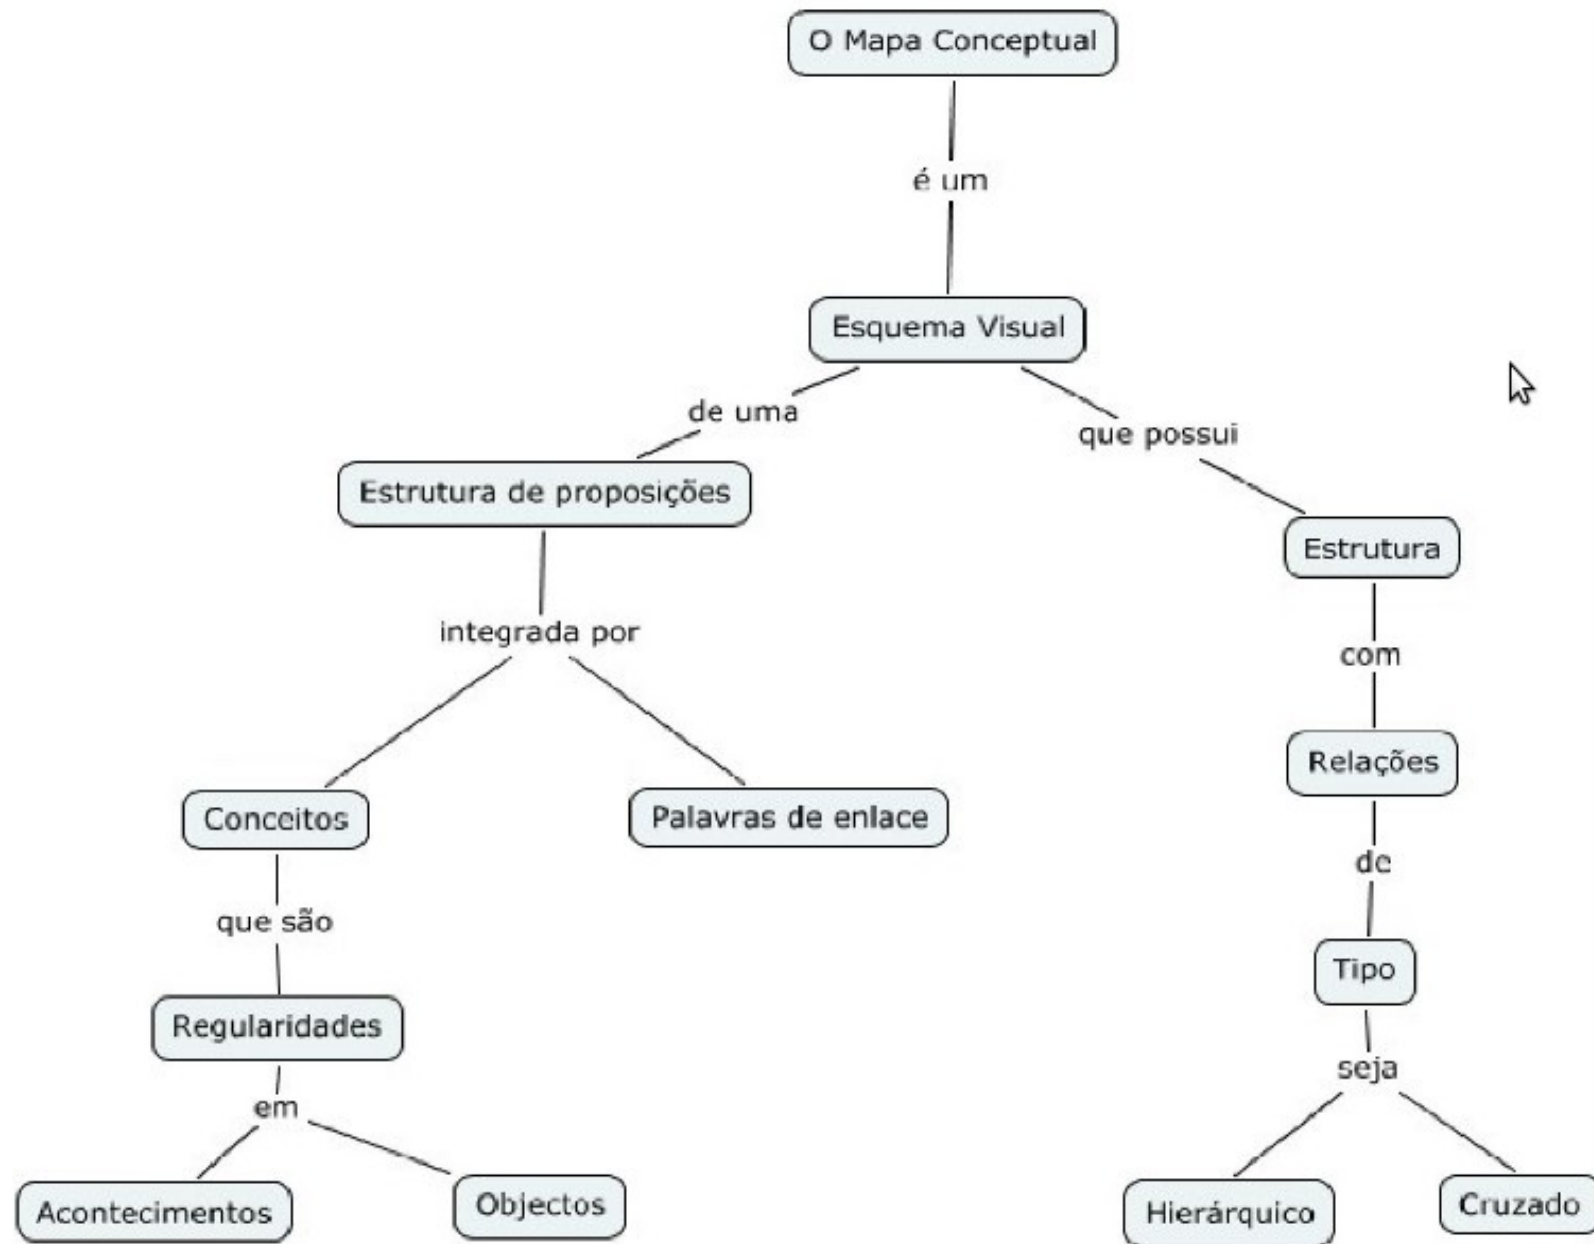 O Mapa Conceptual
é um
Esquema Visual
de uma
que possui
Estrutura de proposições
Estrutura
integrada por
com
Relações
Conceitos
Palavras de enlace
de
que são
Tipo
Regularidades
seja
em
Acontecimentos
Objectos
Hierárquico
Cruzado